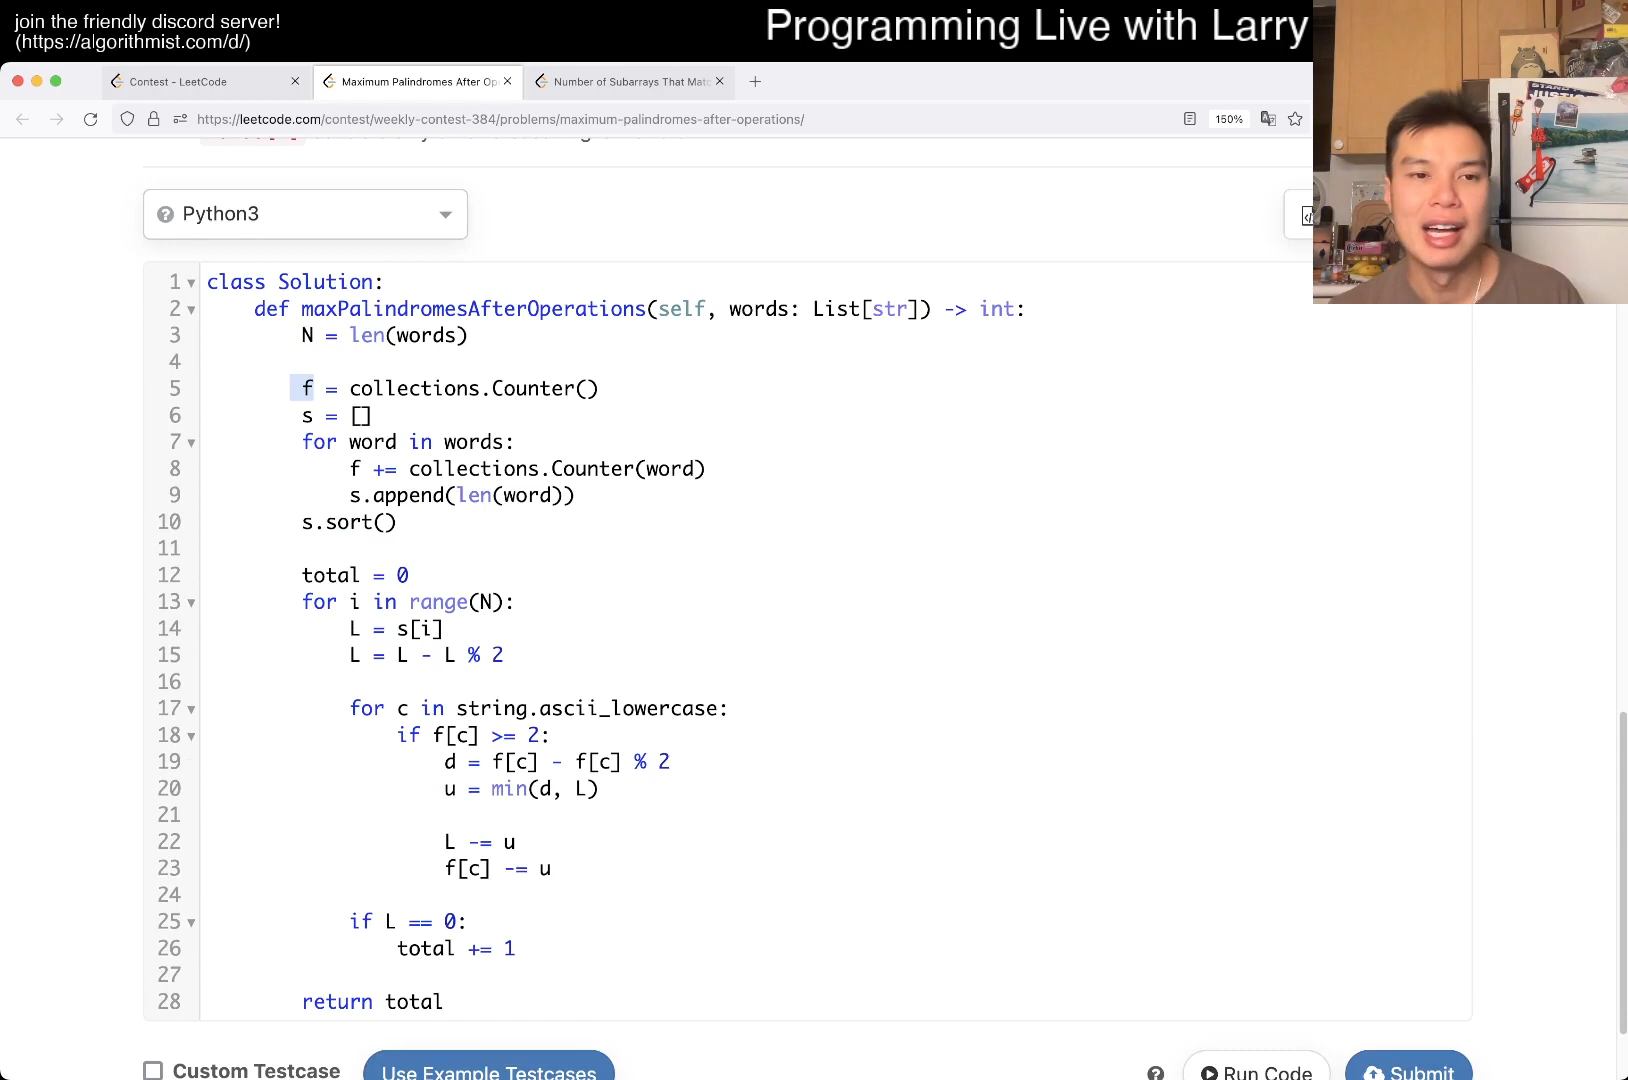 join the friendly discord server!
(https://algorithmist.com/d/)
Programming Live with Larry
Contest - LeetCode
Maximum Palindromes After Op
Number of Subarrays That Matc
https://leetcode.com/contest/weekly-contest-384/problems/maximum-palindromes-after-operations/
150%
Python3
1 class Solution:
2 def maxPalindromesAfterOperations(self, words: List[str]) -> int:
3 N = len(words)
4
5 f = collections.Counter()
6 s = []
7 for word in words:
8 f += collections.Counter(word)
9 s.append(len(word))
10 s.sort()
11
12 total = 0
13 for i in range(N):
14 L = s[i]
15 L = L - L % 2
16
17 for c in string.ascii_lowercase:
18 if f[c] >= 2:
19 d = f[c] - f[c] % 2
20 u = min(d, L)
21
22 L -= u
23 f[c] -= u
24
25 if L == 0:
26 total += 1
27
28 return total
Custom Testcase
Use Example Testcases
Run Code
Submit